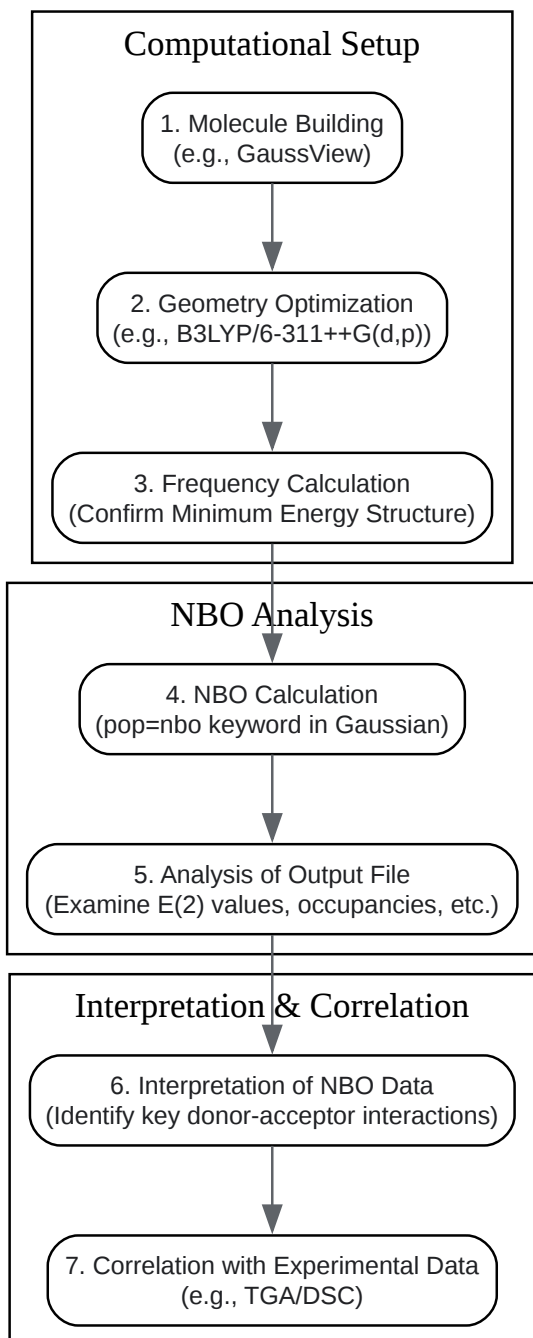 Computational Setup
1. Molecule Building
(e.g., GaussView)
2. Geometry Optimization
(e.g., B3LYP/6-311++G(d,p))
3. Frequency Calculation
(Confirm Minimum Energy Structure)
NBO Analysis
4. NBO Calculation
(pop=nbo keyword in Gaussian)
5. Analysis of Output File
(Examine E(2) values, occupancies, etc.)
Interpretation & Correlation
6. Interpretation of NBO Data
(Identify key donor-acceptor interactions)
7. Correlation with Experimental Data
(e.g., TGA/DSC)